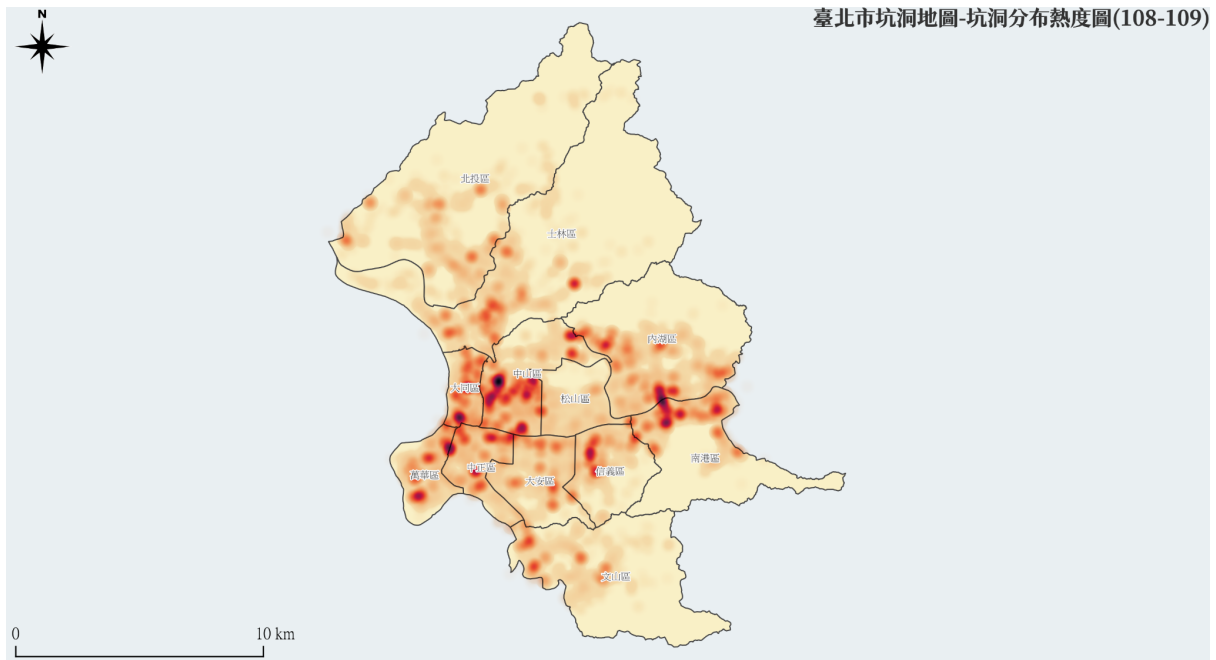 臺北市坑洞地圖-坑洞分布熱度圖(108-109)
N
北投區
士林區
內湖區
中山區
大同區
松山區
南港區
中正區
信義區
萬華區
大安區
文山區
0 10 km